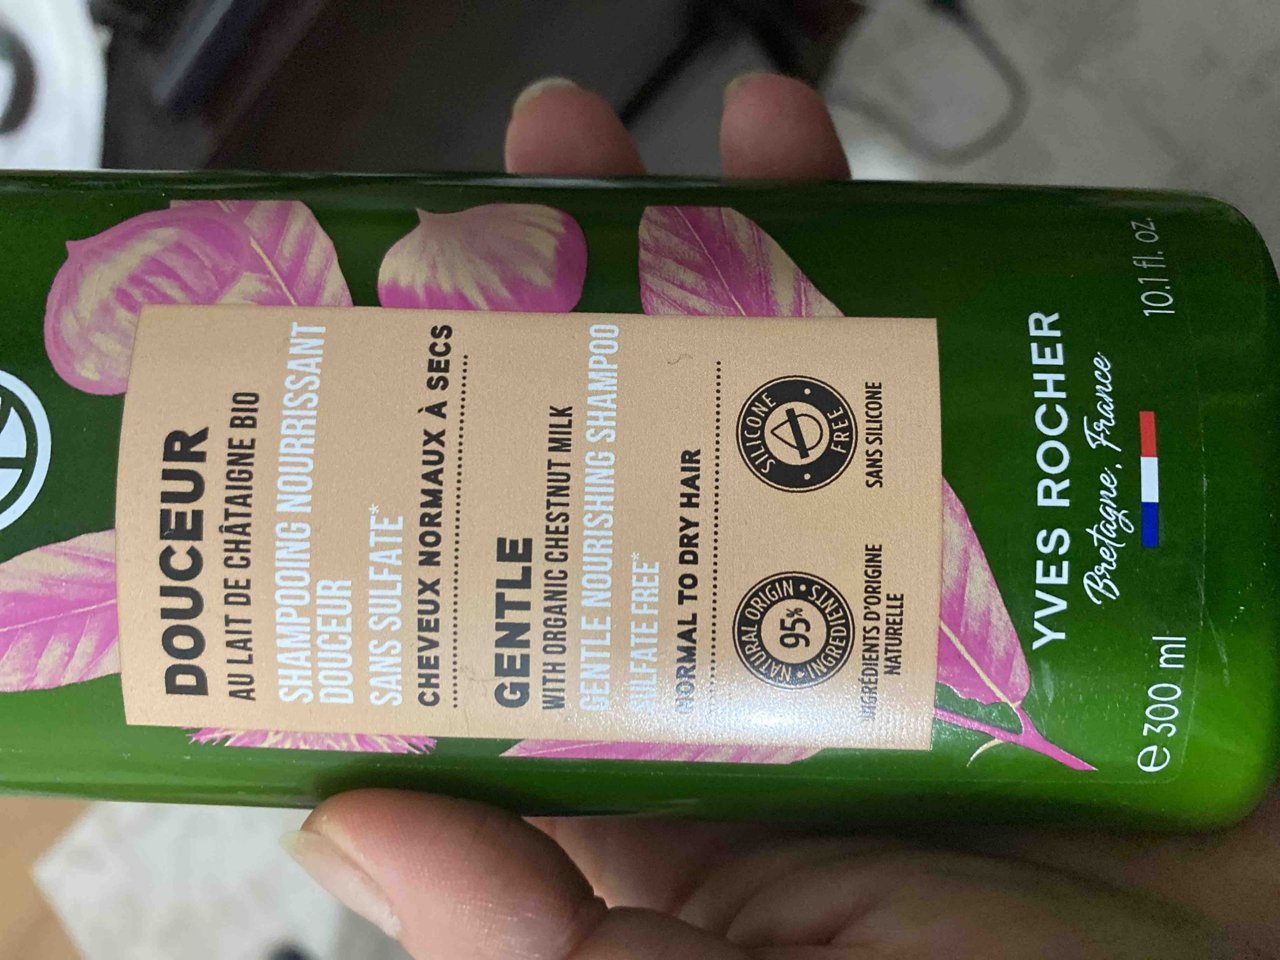 DOUCEUR
AU LAIT DE CHÂTAIGNE BIO
SHAMPOOING NOURRISSANT
DOUCEUR
SANS SULFATE*
CHEVEUX NORMAUX À SECS
GENTLE
WITH ORGANIC CHESTNUT MILK
GENTLE NOURISHING SHAMPOO
SULFATE FREE*
NORMAL TO DRY HAIR
NATURAL ORIGIN • INGREDIENTS •
95%
INGRÉDIENTS D'ORIGINE
NATURELLE
SILICONE • FREE •
SANS SILICONE
YVES ROCHER
Bretagne, France
e 300 ml
10.1 fl. oz.